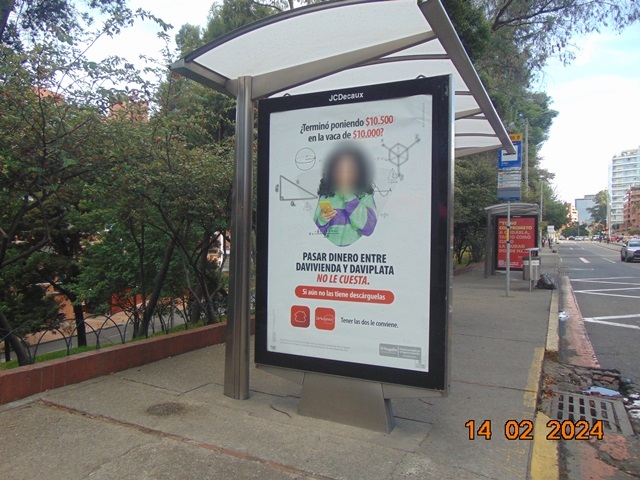 JCDecaux
¿Terminó poniendo $10.500
en la vaca de $10.000?
PASAR DINERO ENTRE
DAVIVIENDA Y DAVIPLATA
NO LE CUESTA.
Si aún no las tiene descárguelas
Tener las dos le conviene.
14 02 2024